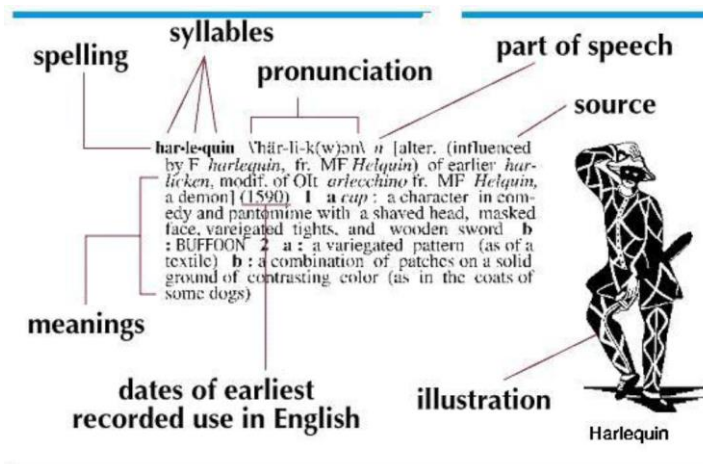 syllables
spelling
part of speech
pronunciation
source
har·le·quin \'här-li-k(w)ən\ n [alter. (influenced
by F harlequin, fr. MF Helquin) of earlier har-
licken, modif. of OIt arlecchino fr. MF Helquin,
a demon] (1590) 1 a cap : a character in com-
edy and pantomime with a shaved head, masked
face, vareigated tights, and wooden sword b
: BUFFOON 2 a : a variegated pattern (as of a
textile) b : a combination of patches on a solid
ground of contrasting color (as in the coats of
some dogs)
meanings
dates of earliest
recorded use in English
illustration
Harlequin